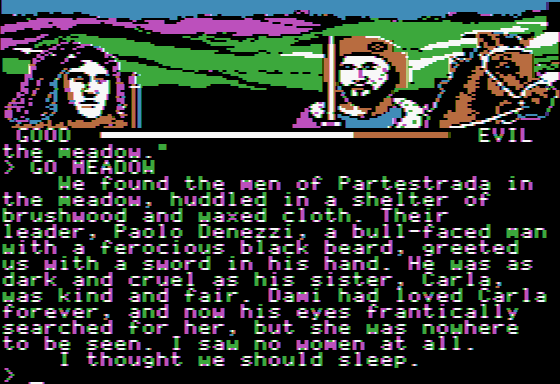 GOOD EVIL
the meadow."
> GO MEADOW
We found the men of Partestrada in
the meadow, huddled in a shelter of
brushwood and waxed cloth. Their
leader, Paolo Denezzi, a bull-faced man
with a ferocious black beard, greeted
us with a sword in his hand. He was as
dark and cruel as his sister, Carla,
was kind and fair. Dami had loved Carla
forever, and now his eyes frantically
searched for her, but she was nowhere
to be seen. I saw no women at all.
I thought we should sleep.
> _